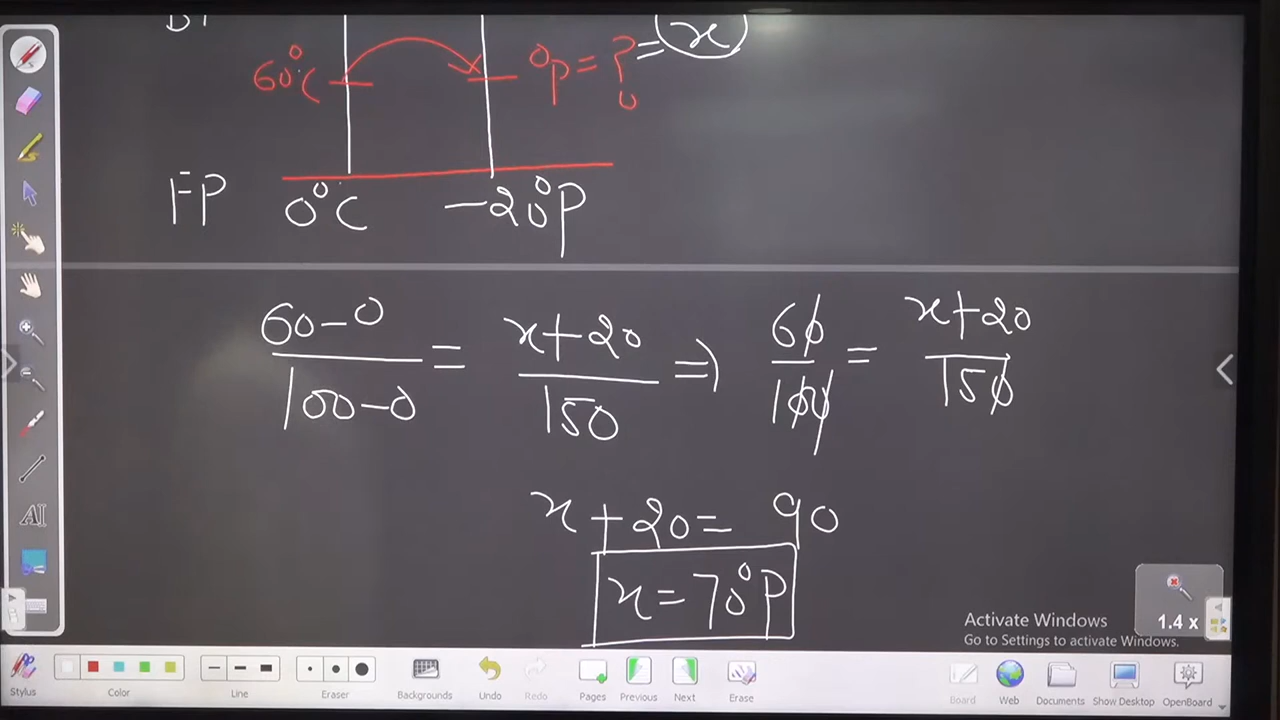 = x
60°C °P = ?
FP 0°C −20°P
60−0/100−0 = x+20/150 ⇒ 60/100 = x+20/150
x+20 = 90
x = 70°P
AI
1.4 x
Activate Windows
Go to Settings to activate Windows.
Stylus Color Line Eraser Backgrounds Undo Redo Pages Previous Next Erase Board Web Documents Show Desktop OpenBoard